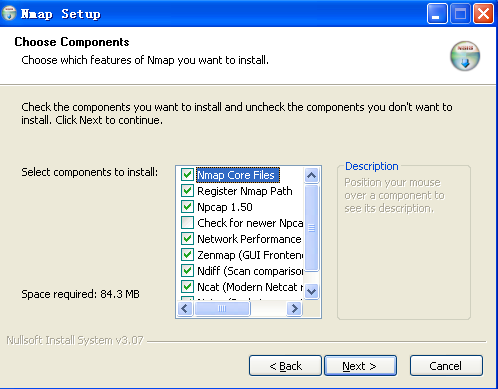 Nmap Setup
Choose Components
Choose which features of Nmap you want to install.
Check the components you want to install and uncheck the components you don't want to
install. Click Next to continue.
Select components to install:
Nmap Core Files
Register Nmap Path
Npcap 1.50
Check for newer Npca
Network Performance
Zenmap (GUI Frontend
Ndiff (Scan comparison
Ncat (Modern Netcat r
Description
Position your mouse
over a component to
see its description.
Space required: 84.3 MB
Nullsoft Install System v3.07
< Back
Next >
Cancel